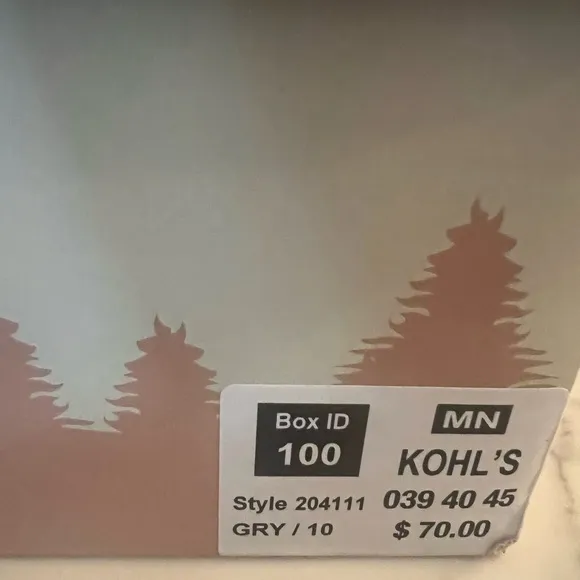 Box ID
100
MN
KOHL'S
Style 204111
039 40 45
GRY / 10
$ 70.00